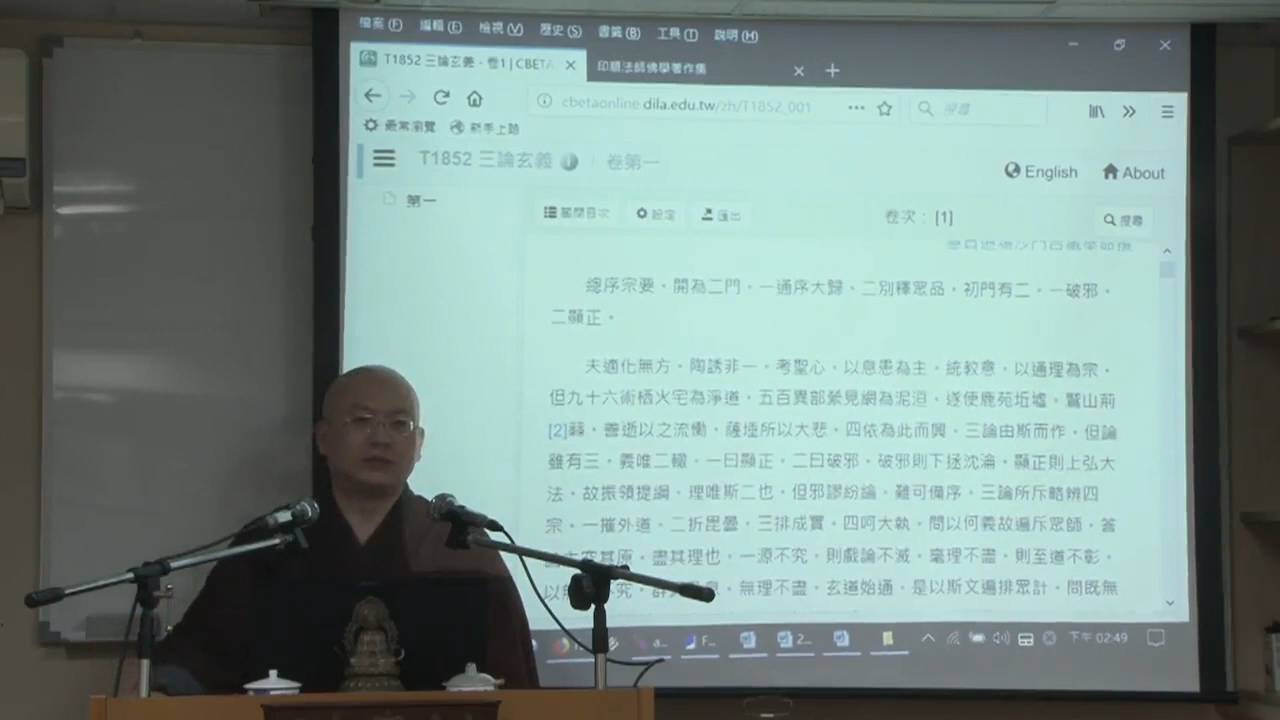 檔案(F) 編輯(E) 檢視(V) 歷史(S) 書籤(B) 工具(T) 說明(H)
T1852 三論玄義 - 卷1 | CBETA
印順法師佛學著作集
cbetaonline.dila.edu.tw/zh/T1852_001
搜尋
最常瀏覽 新手上路
T1852 三論玄義 / 卷第一
English About
第一
關閉目次 設定 匯出 卷次： [1] 搜尋
總序宗要。開為二門。一通序大歸。二別釋眾品。初門有二。一破邪。
二顯正。
夫適化無方。陶誘非一。考聖心。以息患為主。統教意。以通理為宗。
但九十六術栖火宅為淨道。五百異部縈見網為泥洹。遂使鹿苑坵墟。鷲山荊
[2]蕀。善逝以之流慟。薩埵所以大悲。四依為此而興。三論由斯而作。但論
雖有三。義唯二轍。一曰顯正。二曰破邪。破邪則下拯沈淪。顯正則上弘大
法。故振領提綱。理唯斯二也。但邪謬紛綸。難可備序。三論所斥略辨四
宗。一摧外道。二折毘曇。三排成實。四呵大執。問以何義故遍斥眾師。答
其原。盡其理也。一源不究。則戲論不滅。毫理不盡。則至道不彰。
以無 究。群 息。無理不盡。玄道始通。是以斯文遍排眾計。問既無
a... F... 2... 下午 02:49